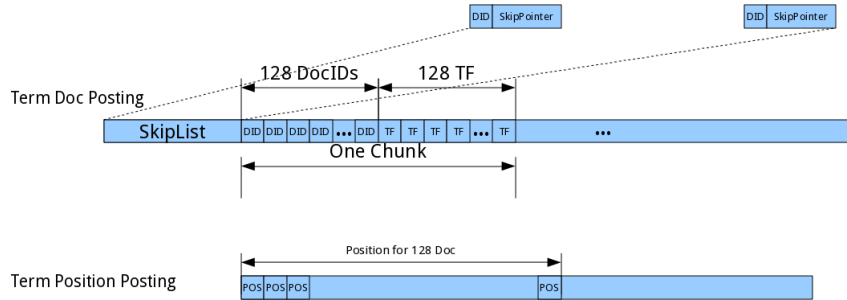 DID SkipPointer DID SkipPointer
128 DocIDs 128 TF
Term Doc Posting
SkipList DID DID DID DID ••• DID TF TF TF TF ••• TF •••
One Chunk
Position for 128 Doc
Term Position Posting
POS POS POS POS